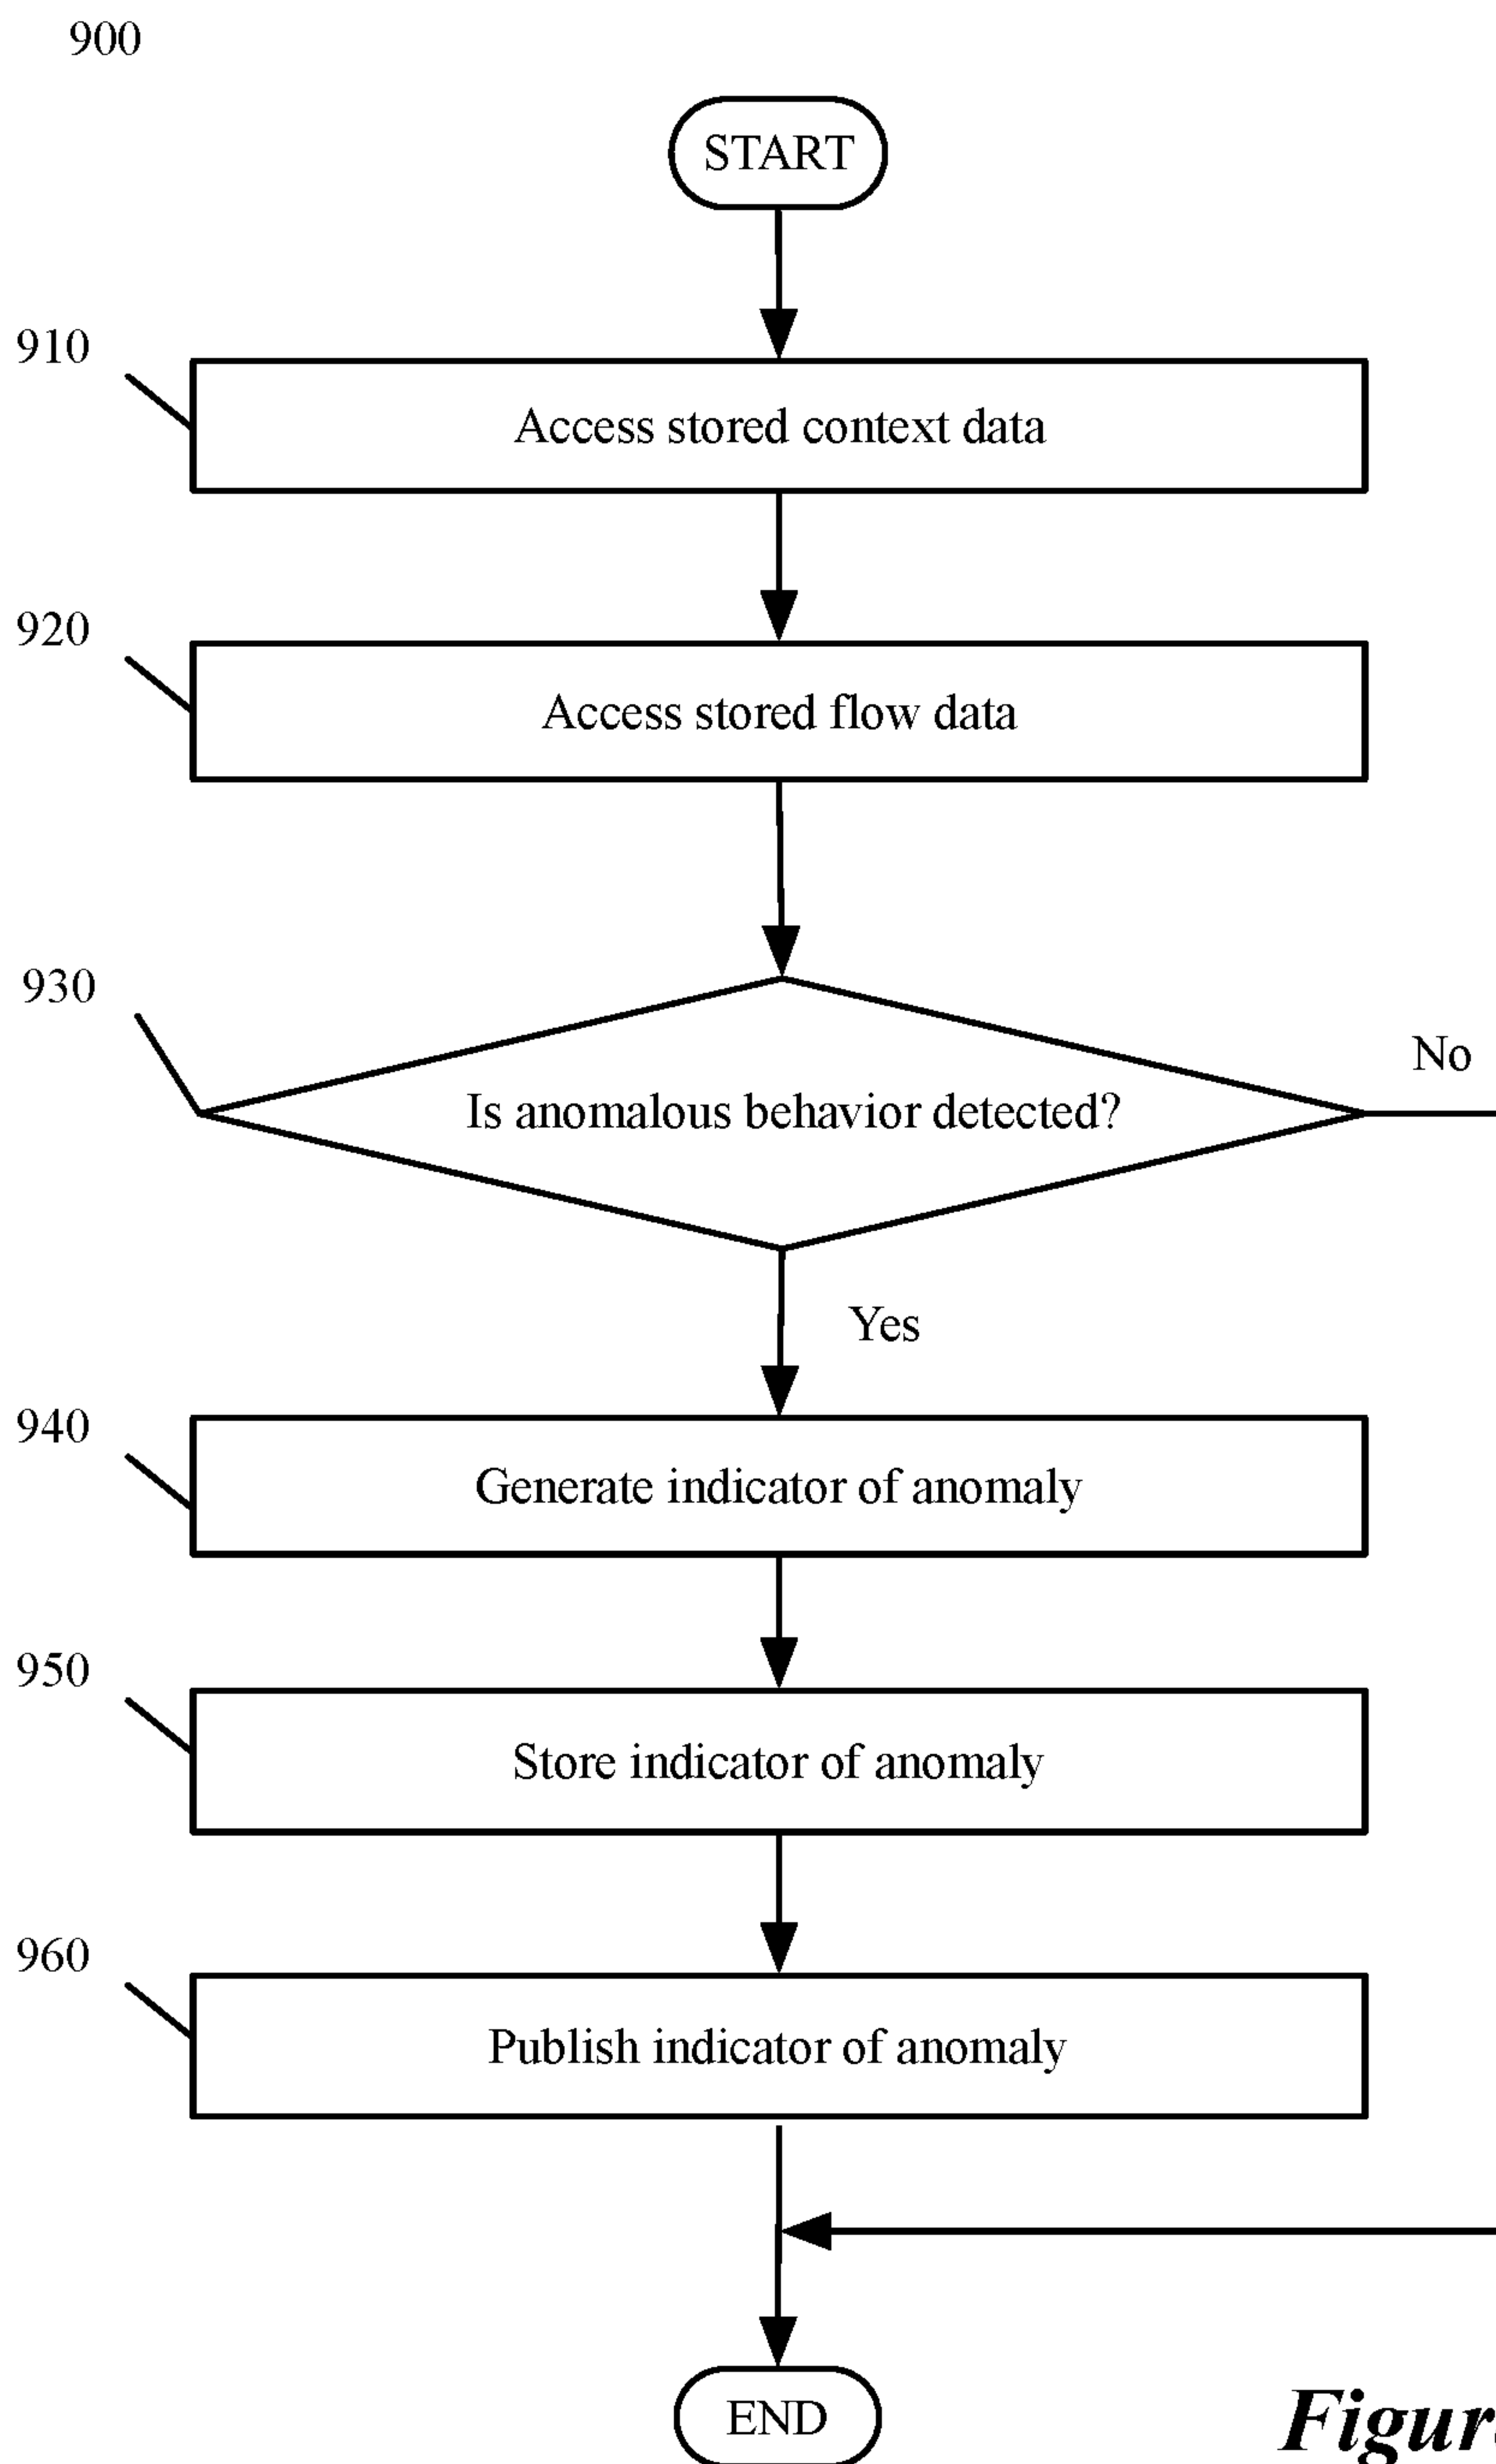 900
START
910
Access stored context data
920
Access stored flow data
930
Is anomalous behavior detected?
No
Yes
940
Generate indicator of anomaly
950
Store indicator of anomaly
960
Publish indicator of anomaly
END